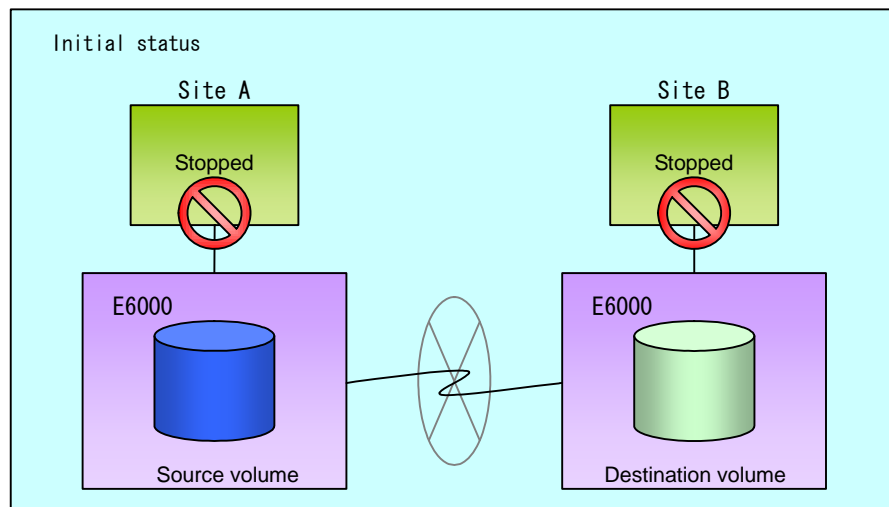 Initial status
Site A
Site B
Stopped
Stopped
E6000
E6000
Source volume
Destination volume